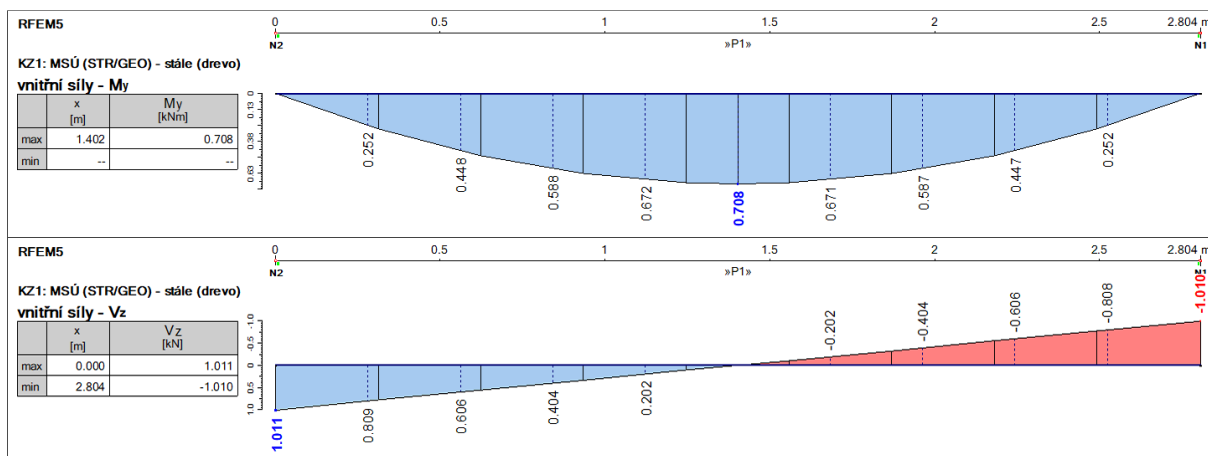 RFEM5
0 0.5 1 1.5 2 2.5 2.804 m
N2 »P1« N1
KZ1: MSÚ (STR/GEO) - stále (drevo)
vnitřní síly - My
x My
[m] [kNm]
max 1.402 0.708
min -- --
0
0.13
0.38
0.63
0.252
0.448
0.588
0.672
0.708
0.671
0.587
0.447
0.252
RFEM5
0 0.5 1 1.5 2 2.5 2.804 m
N2 »P1« N1
KZ1: MSÚ (STR/GEO) - stále (drevo)
vnitřní síly - Vz
x Vz
[m] [kN]
max 0.000 1.011
min 2.804 -1.010
-1.0
-0.5
0
0.5
1.0
1.011
0.809
0.606
0.404
0.202
-0.202
-0.404
-0.606
-0.808
-1.010